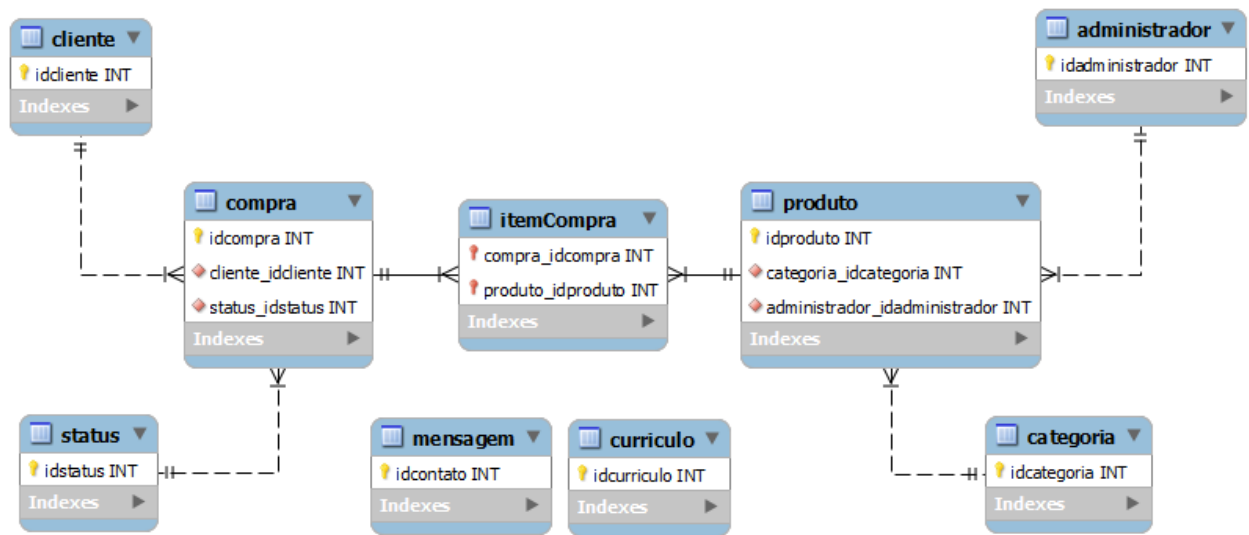 cliente
idcliente INT
Indexes
administrador
idadministrador INT
Indexes
compra
idcompra INT
cliente_idcliente INT
status_idstatus INT
Indexes
itemCompra
compra_idcompra INT
produto_idproduto INT
Indexes
produto
idproduto INT
categoria_idcategoria INT
administrador_idadministrador INT
Indexes
status
idstatus INT
Indexes
mensagem
idcontato INT
Indexes
curriculo
idcurriculo INT
Indexes
categoria
idcategoria INT
Indexes